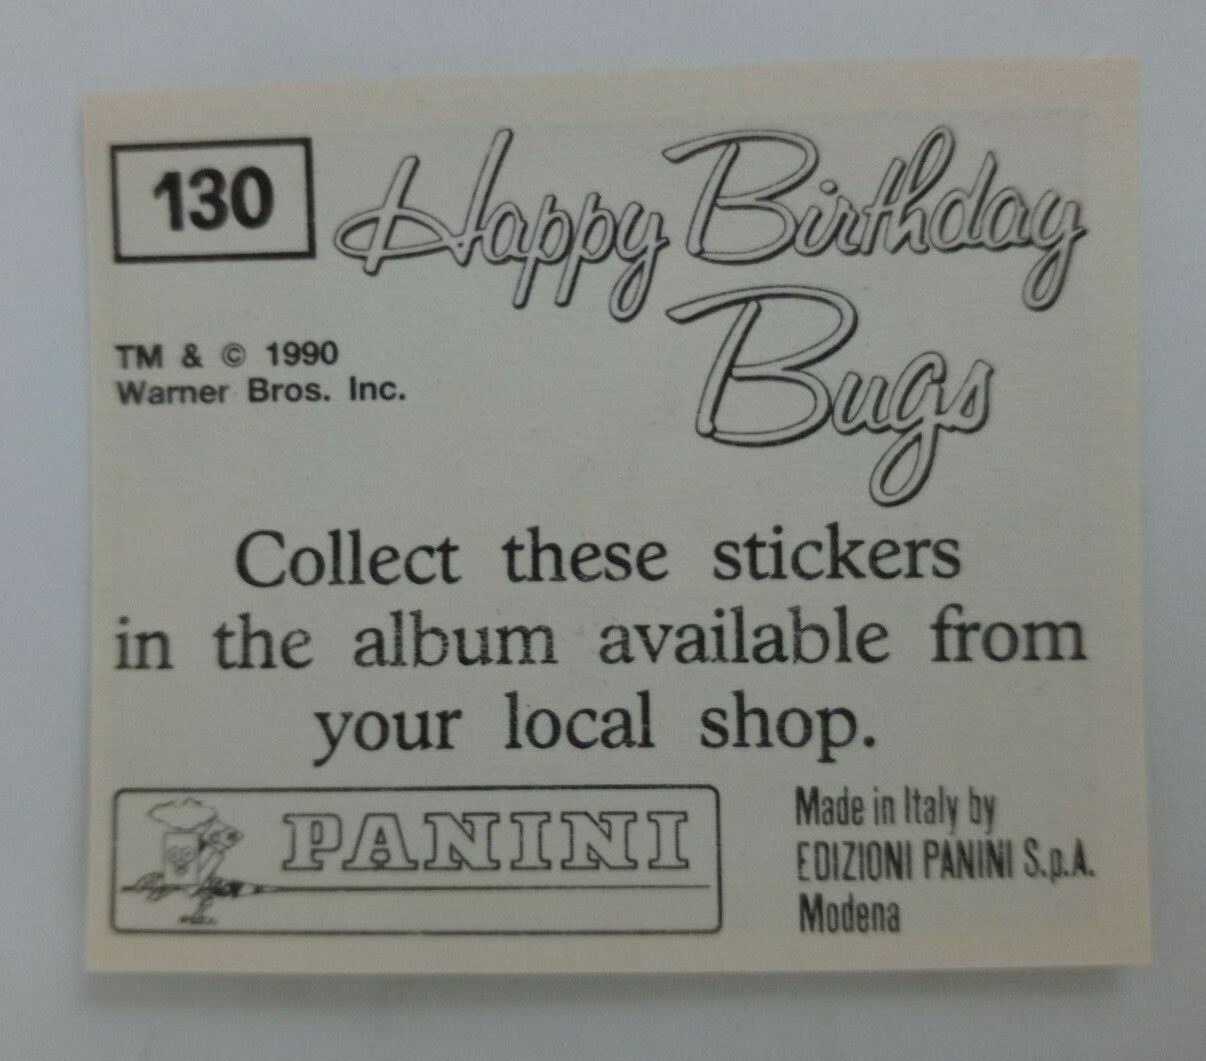 130
Happy Birthday
Bugs
TM & © 1990
Warner Bros. Inc.
Collect these stickers
in the album available from
your local shop.
PANINI
Made in Italy by
EDIZIONI PANINI S.p.A.
Modena